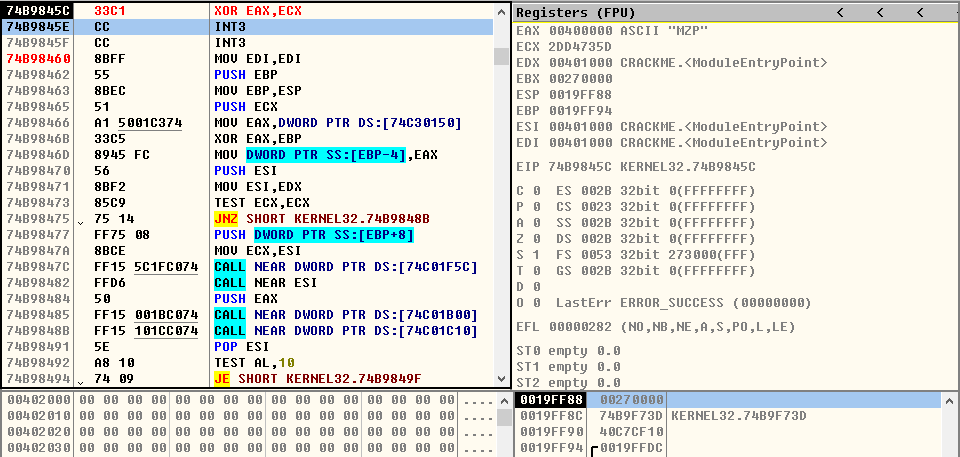 74B9845C 33C1 XOR EAX,ECX
74B9845E CC INT3
74B9845F CC INT3
74B98460 8BFF MOV EDI,EDI
74B98462 55 PUSH EBP
74B98463 8BEC MOV EBP,ESP
74B98465 51 PUSH ECX
74B98466 A1 5001C374 MOV EAX,DWORD PTR DS:[74C30150]
74B9846B 33C5 XOR EAX,EBP
74B9846D 8945 FC MOV DWORD PTR SS:[EBP-4],EAX
74B98470 56 PUSH ESI
74B98471 8BF2 MOV ESI,EDX
74B98473 85C9 TEST ECX,ECX
74B98475 75 14 JNZ SHORT KERNEL32.74B9848B
74B98477 FF75 08 PUSH DWORD PTR SS:[EBP+8]
74B9847A 8BCE MOV ECX,ESI
74B9847C FF15 5C1FC074 CALL NEAR DWORD PTR DS:[74C01F5C]
74B98482 FFD6 CALL NEAR ESI
74B98484 50 PUSH EAX
74B98485 FF15 001BC074 CALL NEAR DWORD PTR DS:[74C01B00]
74B9848B FF15 101CC074 CALL NEAR DWORD PTR DS:[74C01C10]
74B98491 5E POP ESI
74B98492 A8 10 TEST AL,10
74B98494 74 09 JE SHORT KERNEL32.74B9849F
Registers (FPU) < < <
EAX 00400000 ASCII "MZP"
ECX 2DD4735D
EDX 00401000 CRACKME.<ModuleEntryPoint>
EBX 00270000
ESP 0019FF88
EBP 0019FF94
ESI 00401000 CRACKME.<ModuleEntryPoint>
EDI 00401000 CRACKME.<ModuleEntryPoint>
EIP 74B9845C KERNEL32.74B9845C
C 0 ES 002B 32bit 0(FFFFFFFF)
P 0 CS 0023 32bit 0(FFFFFFFF)
A 0 SS 002B 32bit 0(FFFFFFFF)
Z 0 DS 002B 32bit 0(FFFFFFFF)
S 1 FS 0053 32bit 273000(FFF)
T 0 GS 002B 32bit 0(FFFFFFFF)
D 0
O 0 LastErr ERROR_SUCCESS (00000000)
EFL 00000282 (NO,NB,NE,A,S,PO,L,LE)
ST0 empty 0.0
ST1 empty 0.0
ST2 empty 0.0
00402000 00 00 00 00 00 00 00 00 00 00 00 00 00 00 00 00 ....
00402010 00 00 00 00 00 00 00 00 00 00 00 00 00 00 00 00 ....
00402020 00 00 00 00 00 00 00 00 00 00 00 00 00 00 00 00 ....
00402030 00 00 00 00 00 00 00 00 00 00 00 00 00 00 00 00 ....
0019FF88 00270000
0019FF8C 74B9F73D KERNEL32.74B9F73D
0019FF90 40C7CF10
0019FF94 0019FFDC